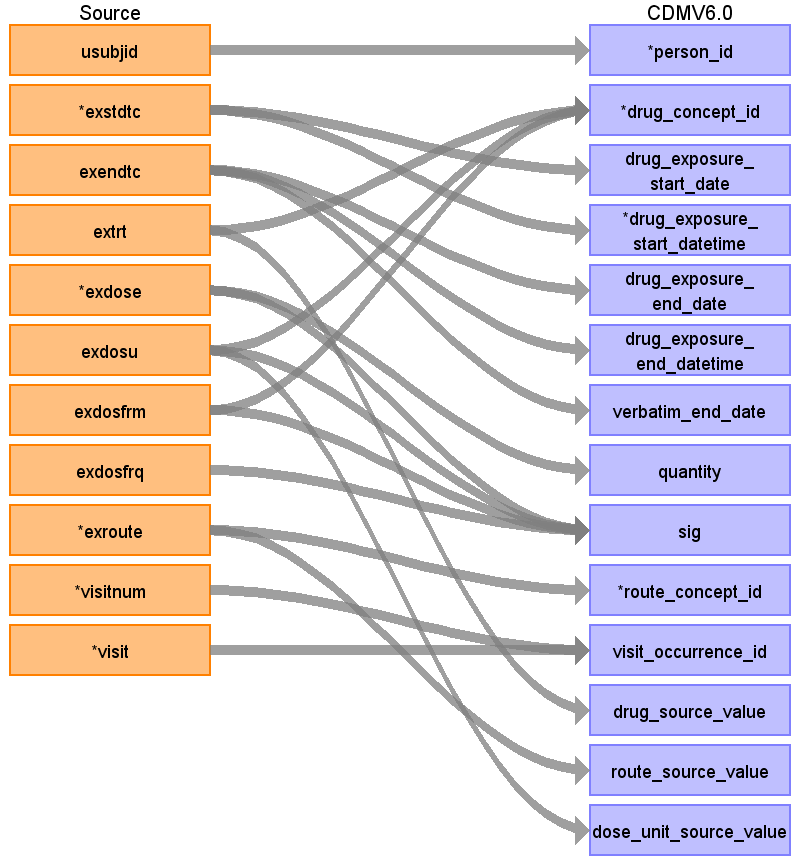 Source
CDMV6.0
usubjid
*person_id
*exstdtc
*drug_concept_id
exendtc
drug_exposure_
start_date
extrt
*drug_exposure_
start_datetime
*exdose
drug_exposure_
end_date
exdosu
drug_exposure_
end_datetime
exdosfrm
verbatim_end_date
exdosfrq
quantity
*exroute
sig
*visitnum
*route_concept_id
*visit
visit_occurrence_id
drug_source_value
route_source_value
dose_unit_source_value